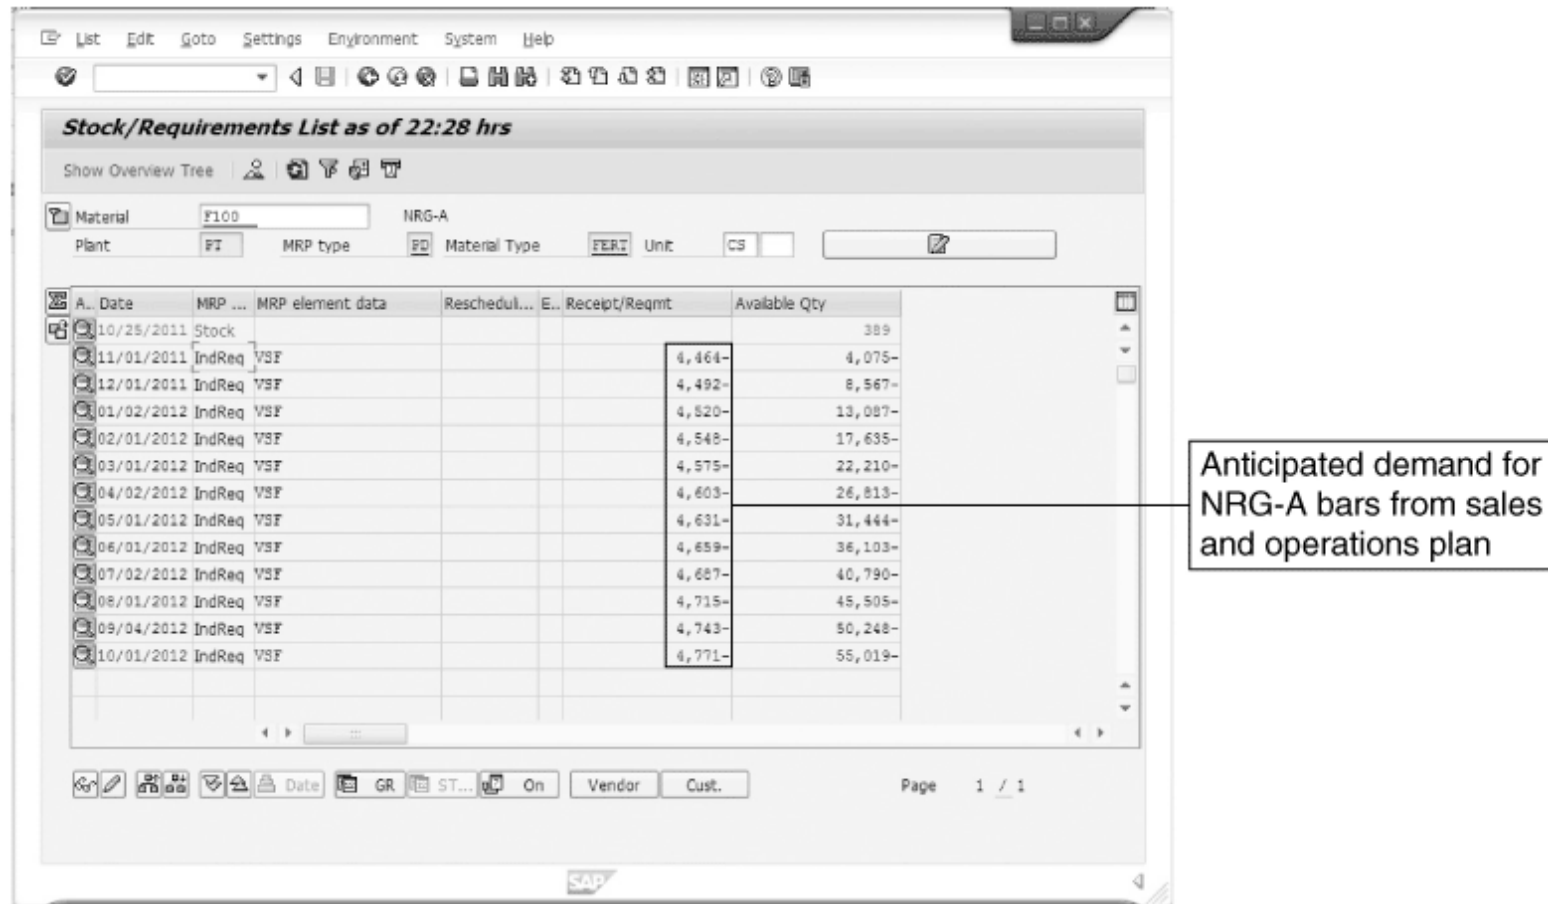 List Edit Goto Settings Environment System Help
Stock/Requirements List as of 22:28 hrs
Show Overview Tree
Material F100 NRG-A
Plant PT MRP type PD Material Type FERT Unit CS
A.. Date MRP ... MRP element data Reschedul... E.. Receipt/Reqmt Available Qty
10/25/2011 Stock 389
11/01/2011 IndReq VSF 4,464- 4,075-
12/01/2011 IndReq VSF 4,492- 8,567-
01/02/2012 IndReq VSF 4,520- 13,087-
02/01/2012 IndReq VSF 4,548- 17,635-
03/01/2012 IndReq VSF 4,575- 22,210-
04/02/2012 IndReq VSF 4,603- 26,813-
05/01/2012 IndReq VSF 4,631- 31,444-
06/01/2012 IndReq VSF 4,659- 36,103-
07/02/2012 IndReq VSF 4,687- 40,790-
08/01/2012 IndReq VSF 4,715- 45,505-
09/04/2012 IndReq VSF 4,743- 50,248-
10/01/2012 IndReq VSF 4,771- 55,019-
Anticipated demand for
NRG-A bars from sales
and operations plan
Date GR ST... On Vendor Cust. Page 1 / 1
SAP